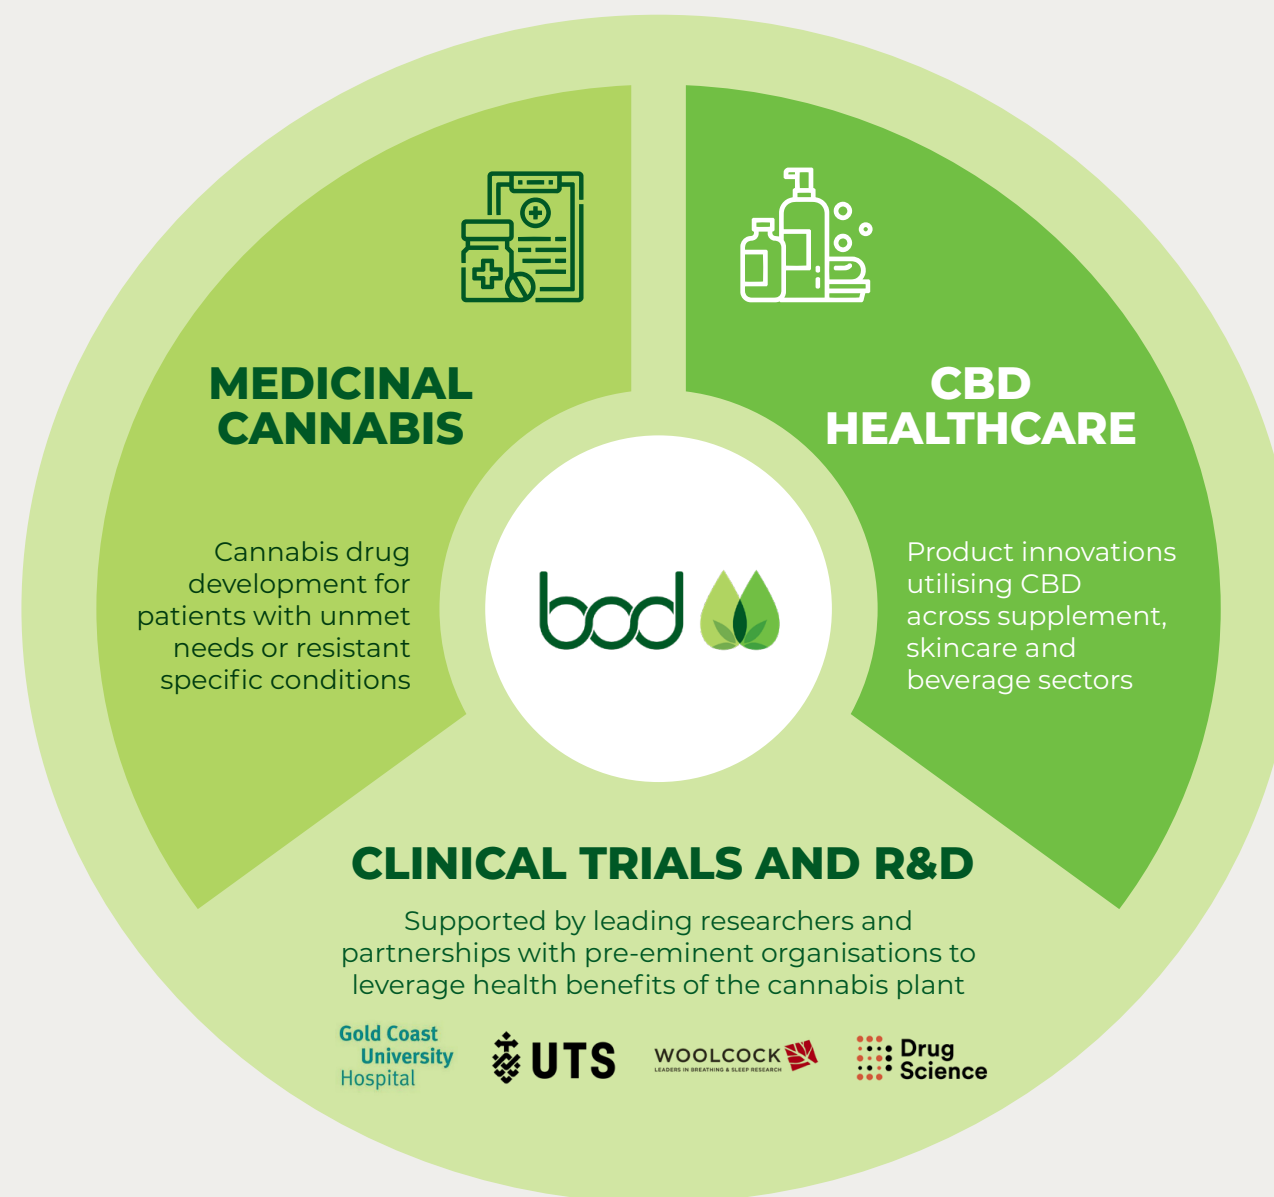 MEDICINAL
CANNABIS
Cannabis drug
development for
patients with unmet
needs or resistant
specific conditions
CBD
HEALTHCARE
Product innovations
utilising CBD
across supplement,
skincare and
beverage sectors
bod
CLINICAL TRIALS AND R&D
Supported by leading researchers and
partnerships with pre-eminent organisations to
leverage health benefits of the cannabis plant
Gold Coast
University
Hospital
UTS
WOOLCOCK
LEADERS IN BREATHING & SLEEP RESEARCH
Drug
Science